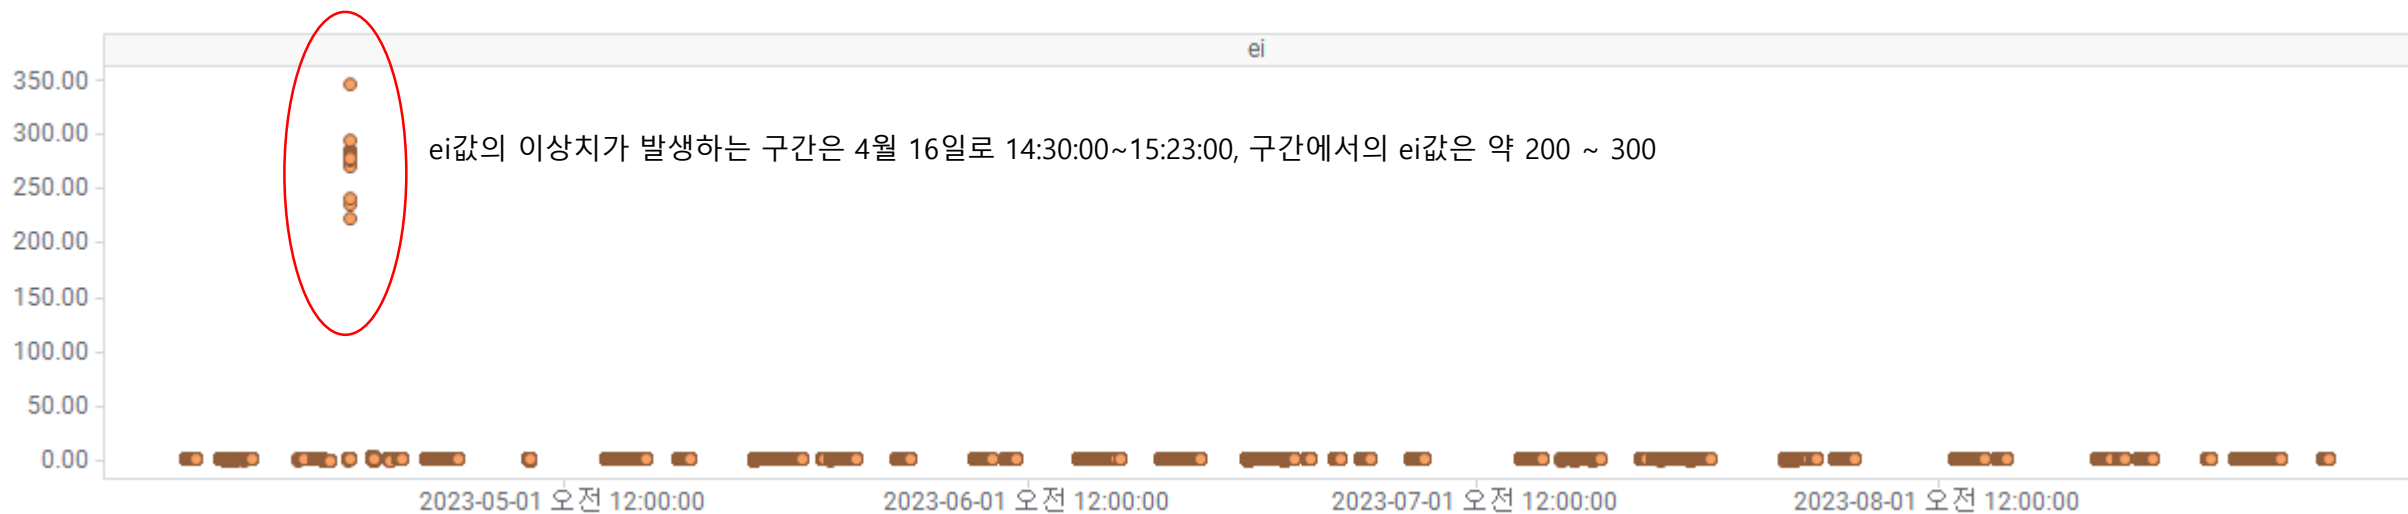 ei
350.00
300.00
ei값의 이상치가 발생하는 구간은 4월 16일로 14:30:00~15:23:00, 구간에서의 ei값은 약 200 ~ 300
250.00
200.00
150.00
100.00
50.00
0.00
2023-05-01 오전 12:00:00
2023-06-01 오전 12:00:00
2023-07-01 오전 12:00:00
2023-08-01 오전 12:00:00